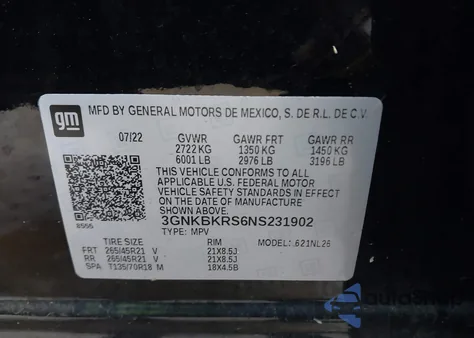 gm
MFD BY GENERAL MOTORS DE MEXICO, S. DE R.L. DE C.V.
07/22 GVWR GAWR FRT GAWR RR
2722 KG 1350 KG 1450 KG
6001 LB 2976 LB 3196 LB
THIS VEHICLE CONFORMS TO ALL
APPLICABLE U.S. FEDERAL MOTOR
VEHICLE SAFETY STANDARDS IN EFFECT
ON THE DATE OF MANUFACTURE
SHOWN ABOVE.
3GNKBKRS6NS231902
TYPE: MPV
MODEL: 621NL26
TIRE SIZE RIM
FRT 265/45R21 V 21X8.5J
RR 265/45R21 V 21X8.5J
SPA T135/70R18 M 18X4.5B